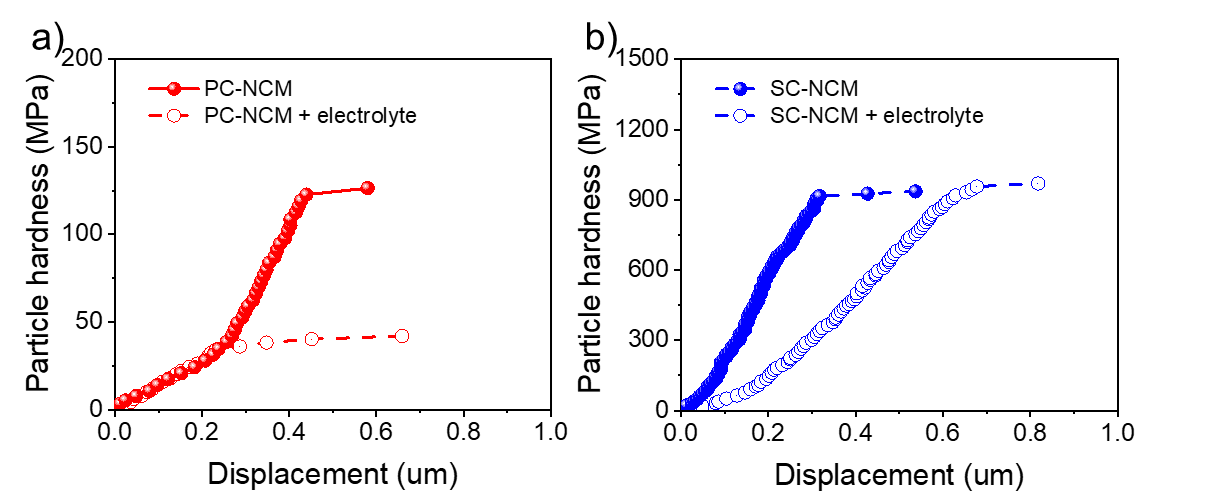 a)
200
150
100
50
0
Particle hardness (MPa)
PC-NCM
PC-NCM + electrolyte
0.0 0.2 0.4 0.6 0.8 1.0
Displacement (um)
b)
1500
1200
900
600
300
0
Particle hardness (MPa)
SC-NCM
SC-NCM + electrolyte
0.0 0.2 0.4 0.6 0.8 1.0
Displacement (um)